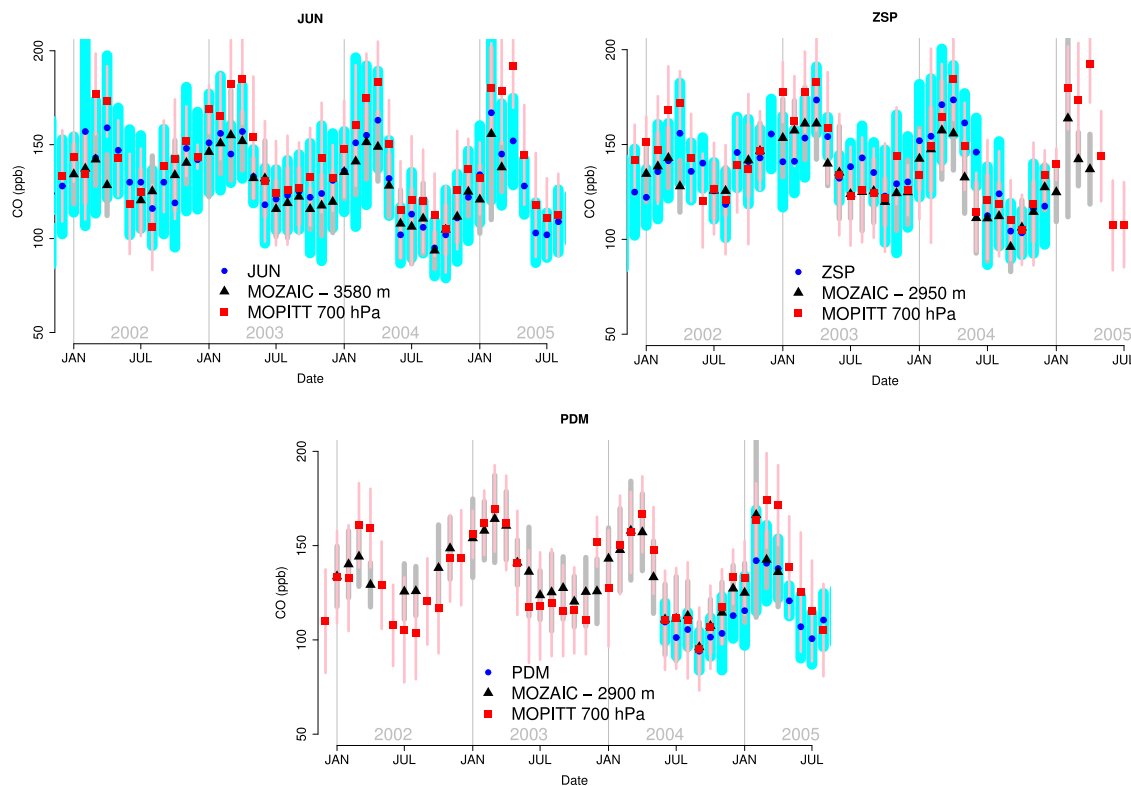 JUN
CO (ppb)
200
150
100
50
JUN
MOZAIC − 3580 m
MOPITT 700 hPa
2002
2003
2004
2005
JAN
JUL
JAN
JUL
JAN
JUL
JAN
JUL
Date
ZSP
CO (ppb)
200
150
100
50
ZSP
MOZAIC − 2950 m
MOPITT 700 hPa
2002
2003
2004
2005
JAN
JUL
JAN
JUL
JAN
JUL
JAN
JUL
Date
PDM
CO (ppb)
200
150
100
50
PDM
MOZAIC − 2900 m
MOPITT 700 hPa
2002
2003
2004
2005
JAN
JUL
JAN
JUL
JAN
JUL
JAN
JUL
Date